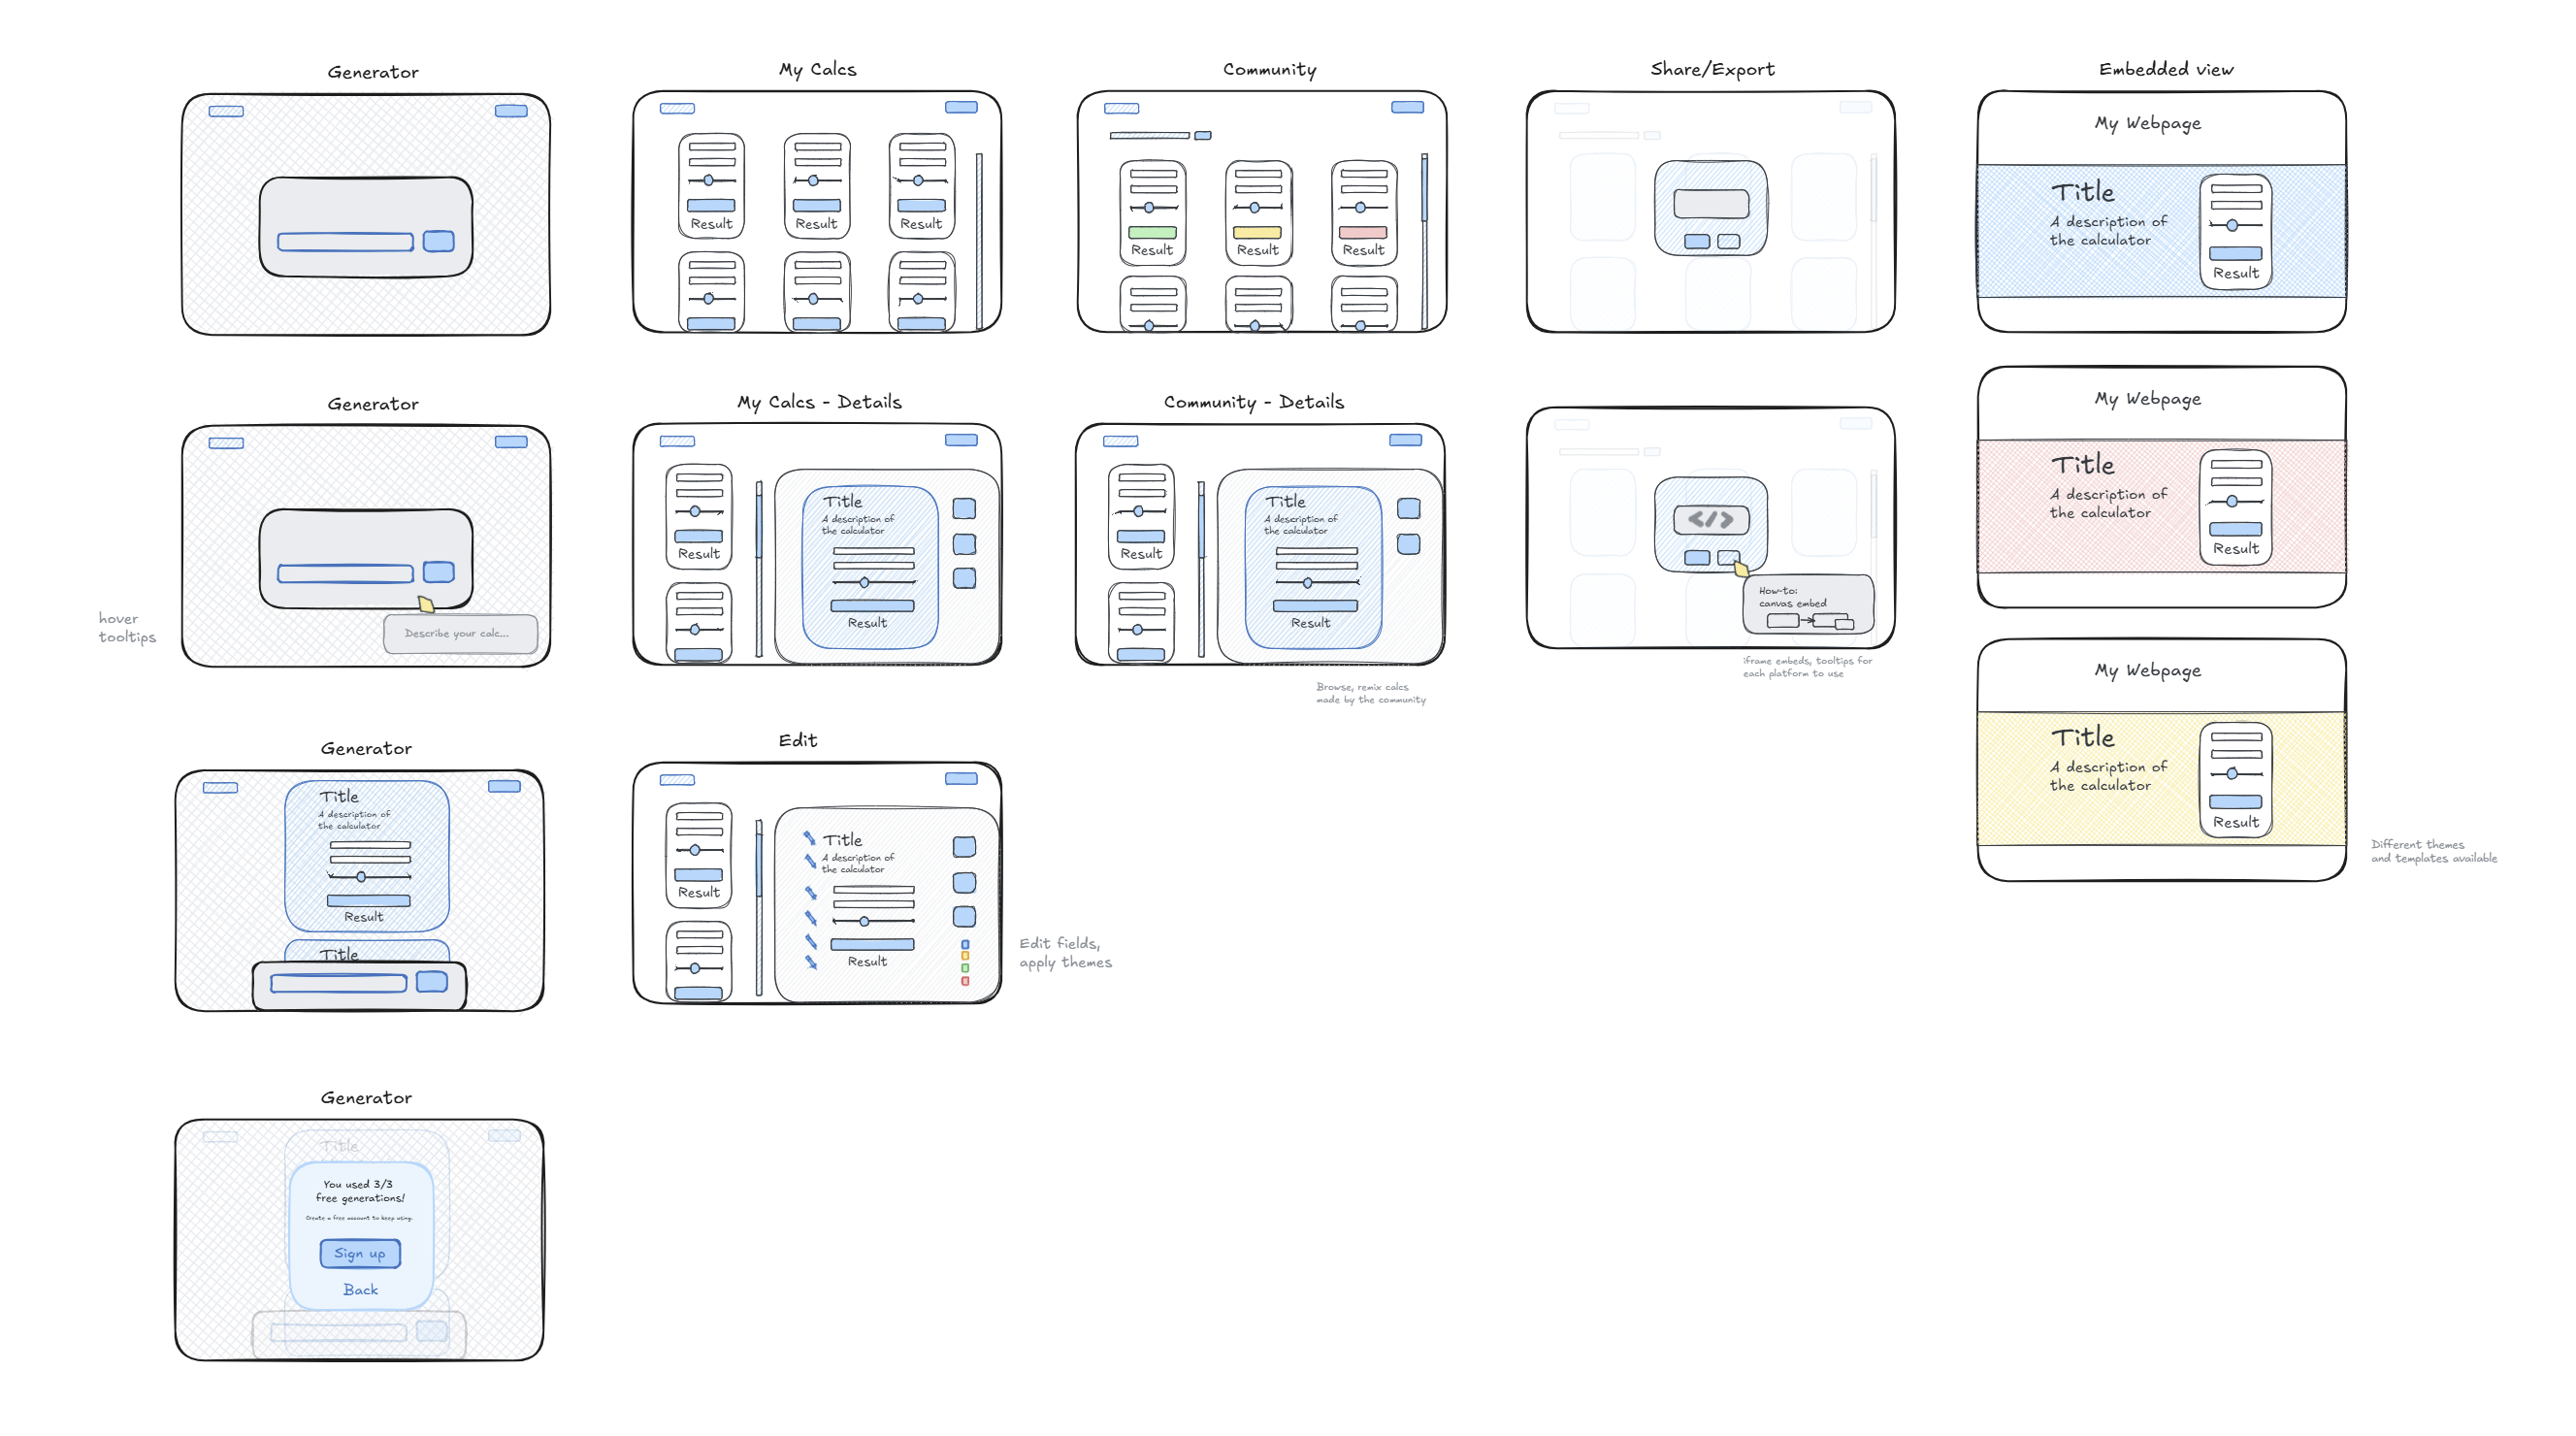 Generator
My Calcs
Community
Share/Export
Embedded view
Result
Result
Result
Result
Result
Result
My Webpage
Title
A description of
the calculator
Result
Generator
hover
tooltips
Describe your calc...
My Calcs - Details
Result
Title
A description of
the calculator
Result
Community - Details
Result
Title
A description of
the calculator
Result
Browse, remix calcs
made by the community
</>
How-to:
canvas embed
iframe embeds, tooltips for
each platform to use
My Webpage
Title
A description of
the calculator
Result
Generator
Title
A description of
the calculator
Result
Title
Edit
Result
Title
A description of
the calculator
Result
Edit fields,
apply themes
My Webpage
Title
A description of
the calculator
Result
Different themes
and templates available
Generator
Title
You used 3/3
free generations!
Create a free account to keep using.
Sign up
Back